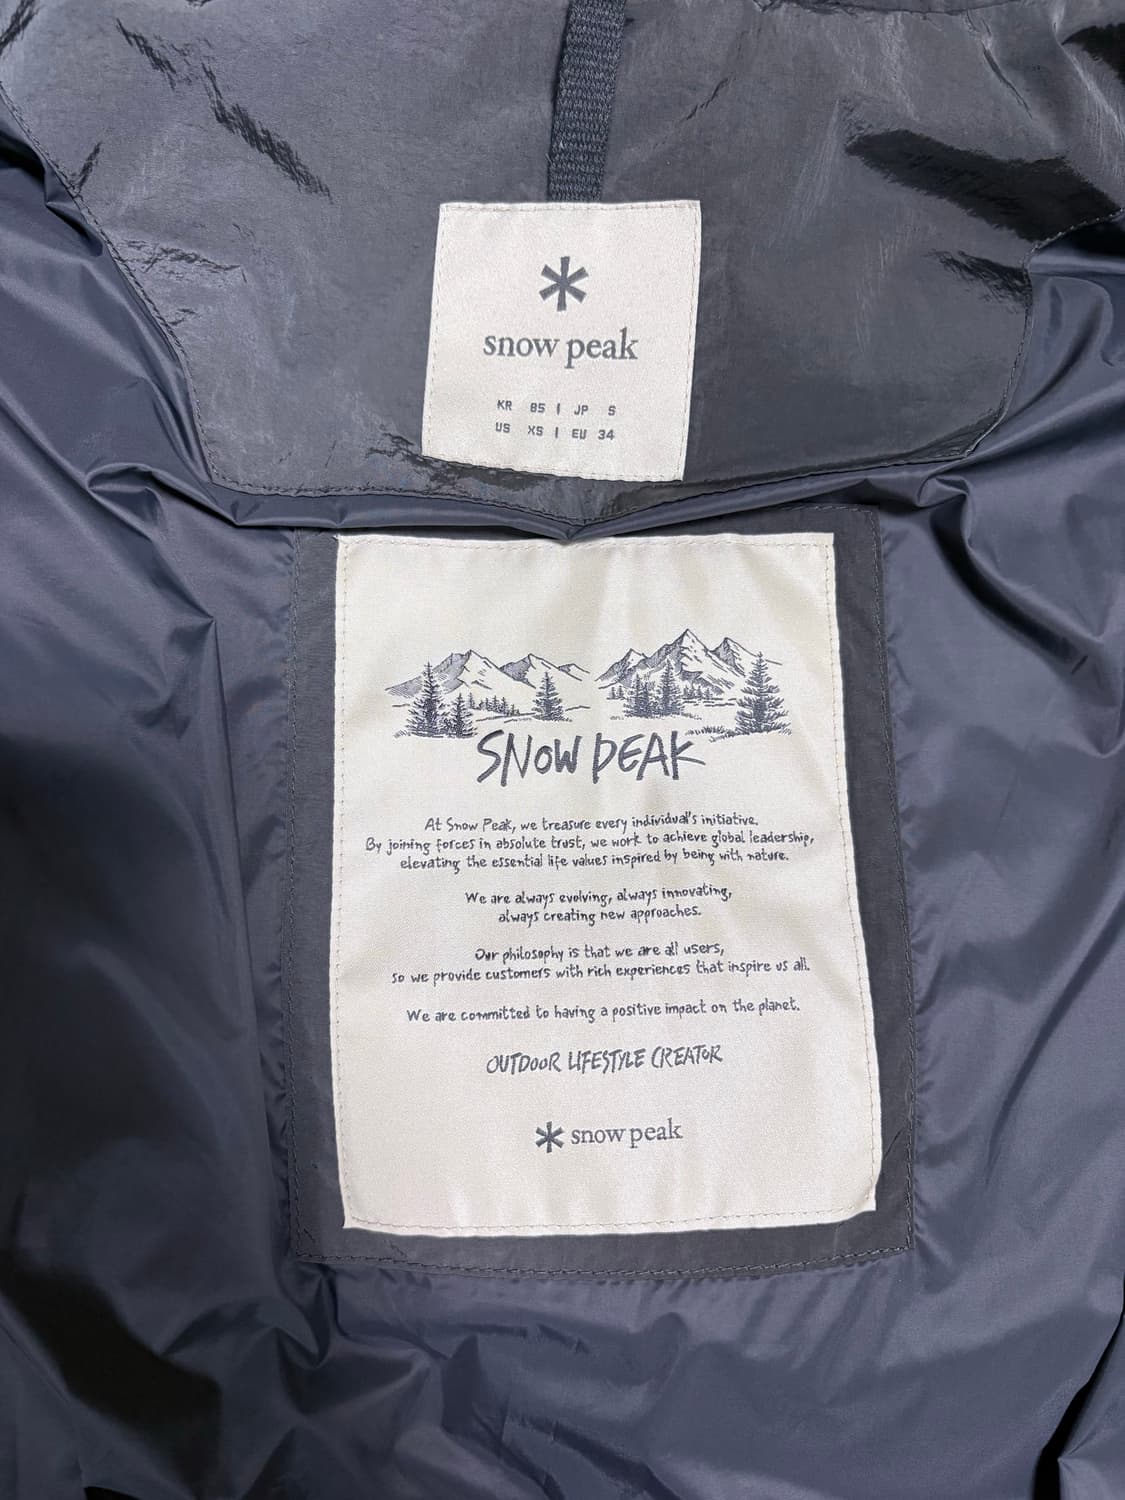 snow peak
KR 85 | JP S
US XS | EU 34
SNOW PEAK
At Snow Peak, we treasure every individual's initiative.
By joining forces in absolute trust, we work to achieve global leadership,
elevating the essential life values inspired by being with nature.
We are always evolving, always innovating,
always creating new approaches.
Our philosophy is that we are all users,
so we provide customers with rich experiences that inspire us all.
We are committed to having a positive impact on the planet.
OUTDOOR LIFESTYLE CREATOR
snow peak